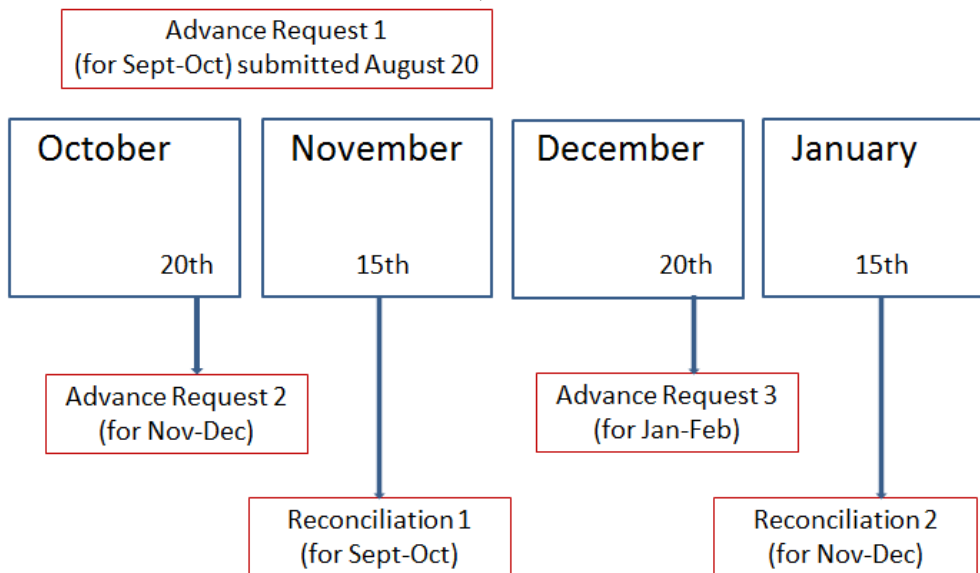 Advance Request 1
(for Sept-Oct) submitted August 20
October
November
December
January
20th
15th
20th
15th
Advance Request 2
(for Nov-Dec)
Advance Request 3
(for Jan-Feb)
Reconciliation 1
(for Sept-Oct)
Reconciliation 2
(for Nov-Dec)